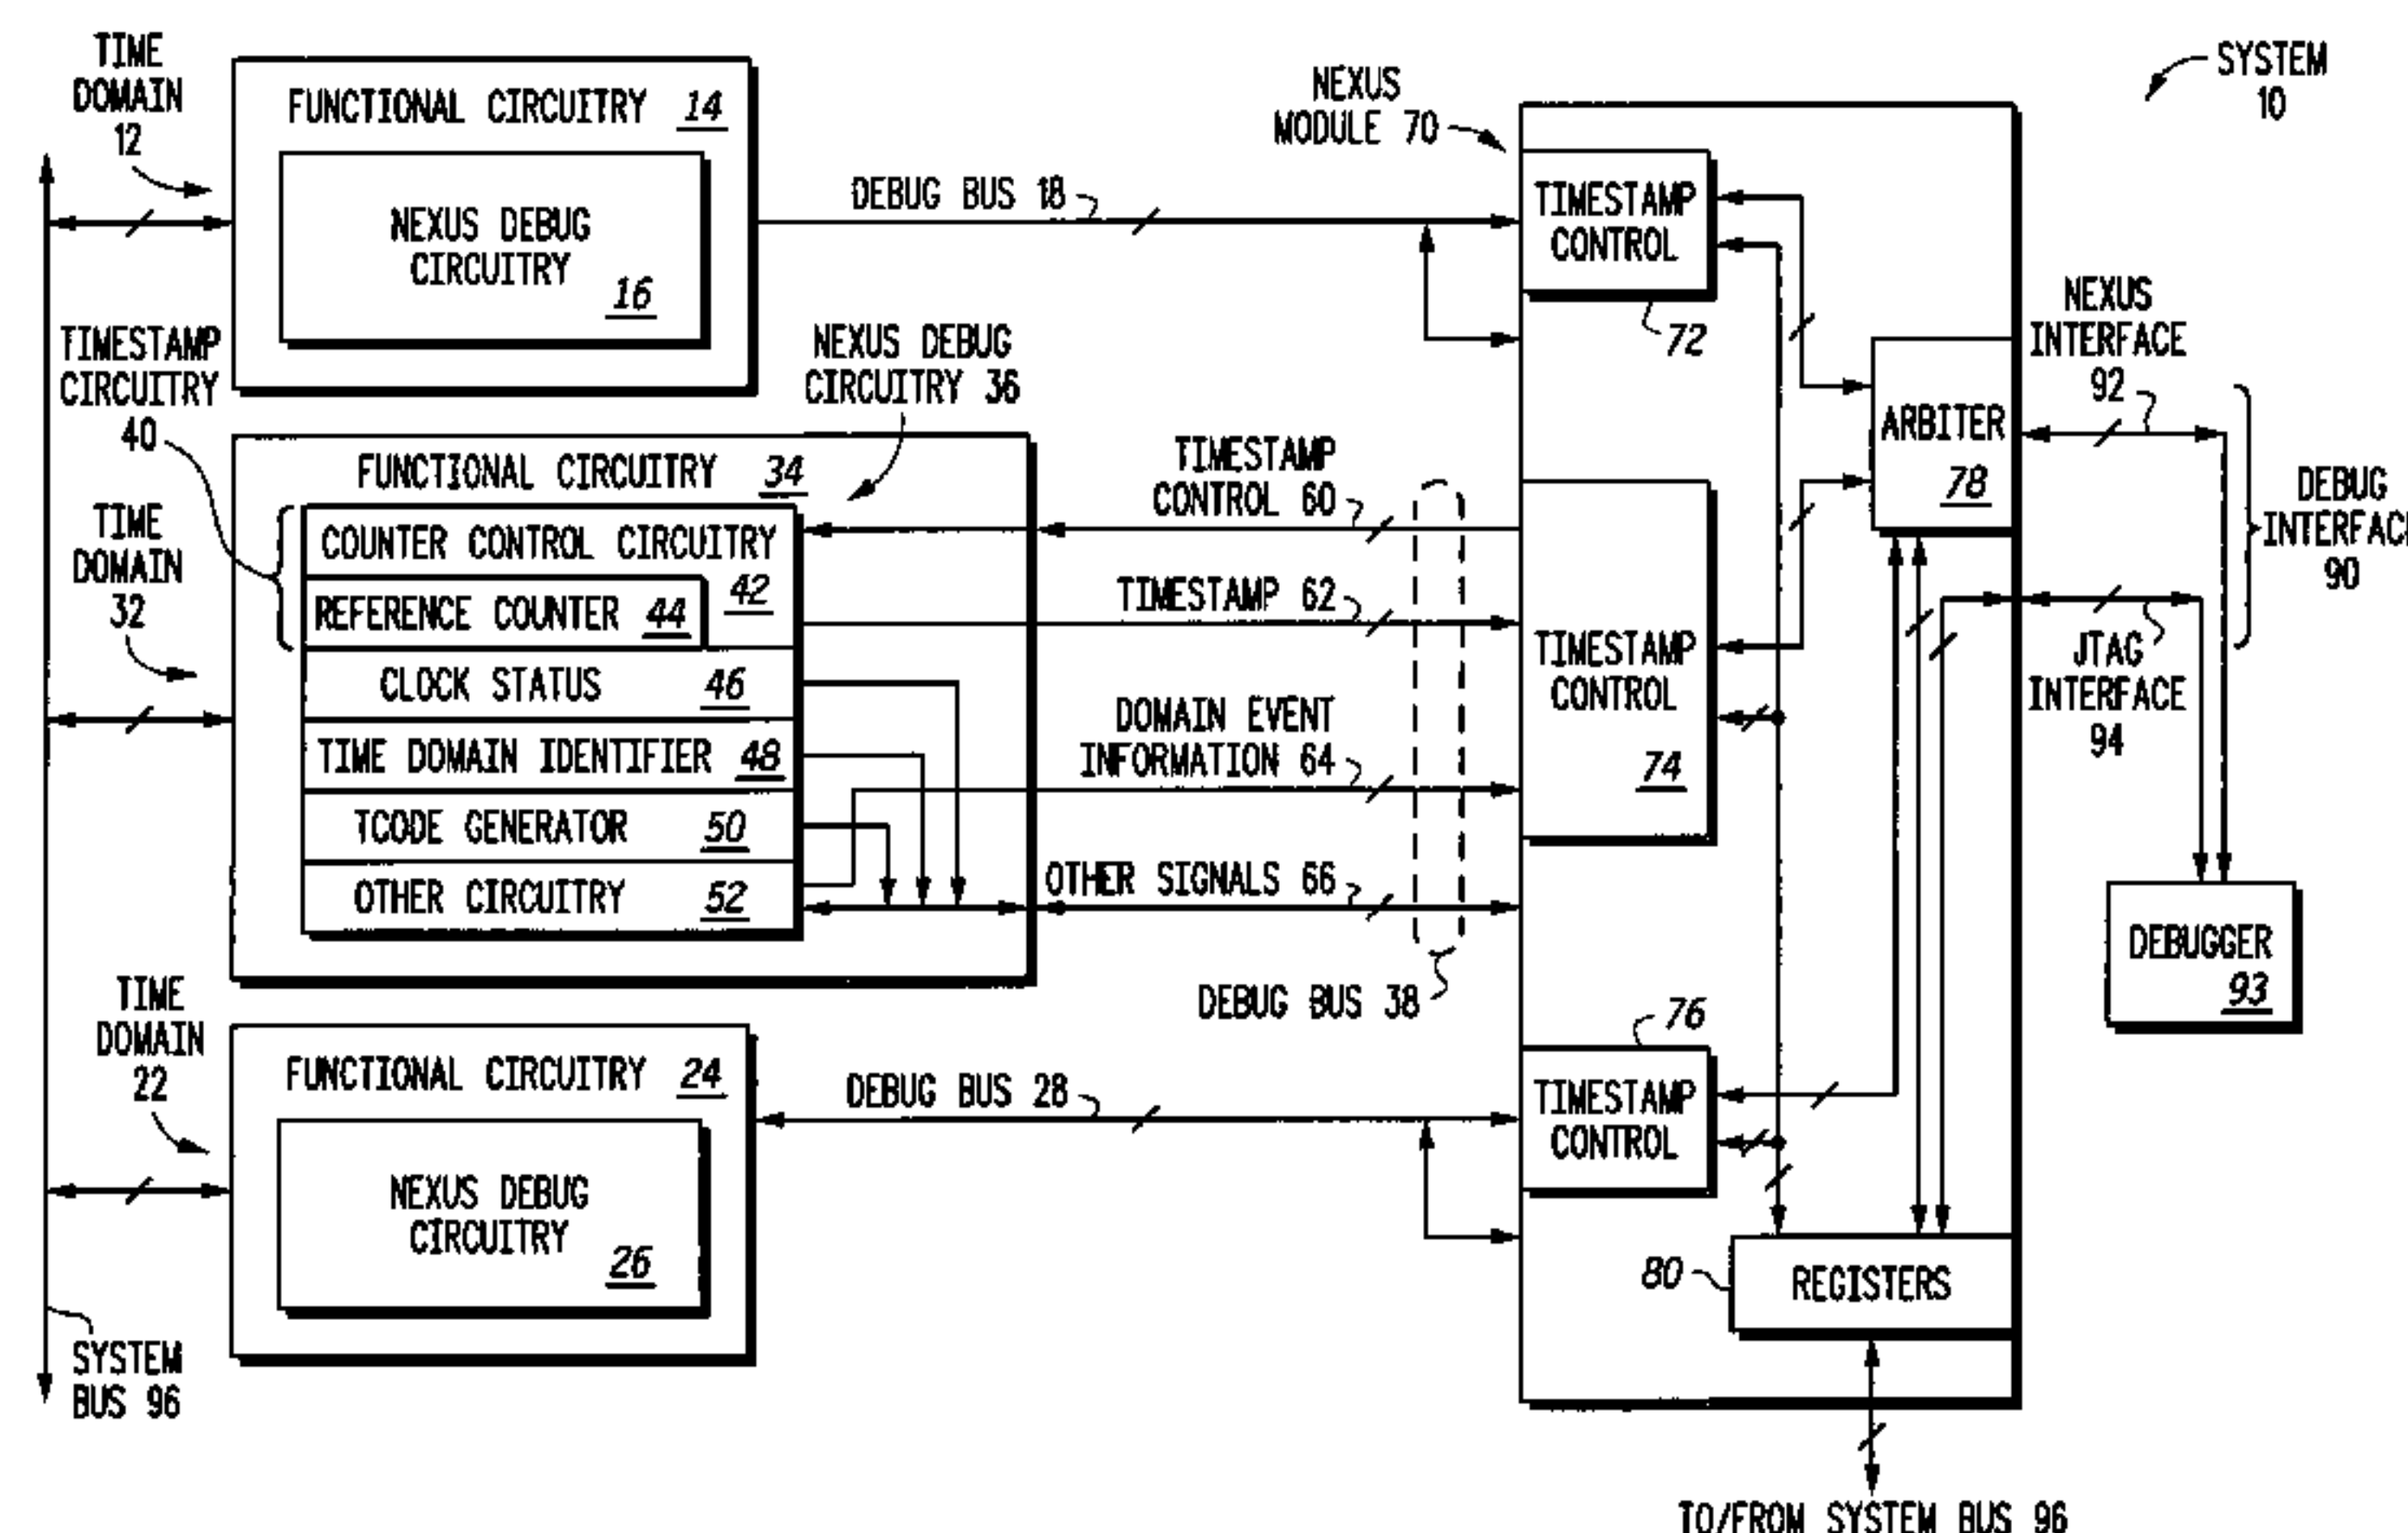 TIME
DOMAIN
12
FUNCTIONAL CIRCUITRY 14
NEXUS DEBUG
CIRCUITRY
16
DEBUG BUS 18
NEXUS
MODULE 70
SYSTEM
10
TIMESTAMP
CONTROL
72
TIMESTAMP
CIRCUITRY
40
NEXUS DEBUG
CIRCUITRY 36
NEXUS
INTERFACE
92
ARBITER
78
DEBUG
INTERFAC
90
TIME
DOMAIN
32
FUNCTIONAL CIRCUITRY 34
COUNTER CONTROL CIRCUITRY
42
REFERENCE COUNTER 44
CLOCK STATUS 46
TIME DOMAIN IDENTIFIER 48
TCODE GENERATOR 50
OTHER CIRCUITRY 52
TIMESTAMP
CONTROL 60
TIMESTAMP 62
DOMAIN EVENT
INFORMATION 64
OTHER SIGNALS 66
DEBUG BUS 38
TIMESTAMP
CONTROL
74
JTAG
INTERFACE
94
DEBUGGER
93
TIME
DOMAIN
22
FUNCTIONAL CIRCUITRY 24
NEXUS DEBUG
CIRCUITRY
26
DEBUG BUS 28
76
TIMESTAMP
CONTROL
80
REGISTERS
SYSTEM
BUS 96
TO/FROM SYSTEM BUS 96